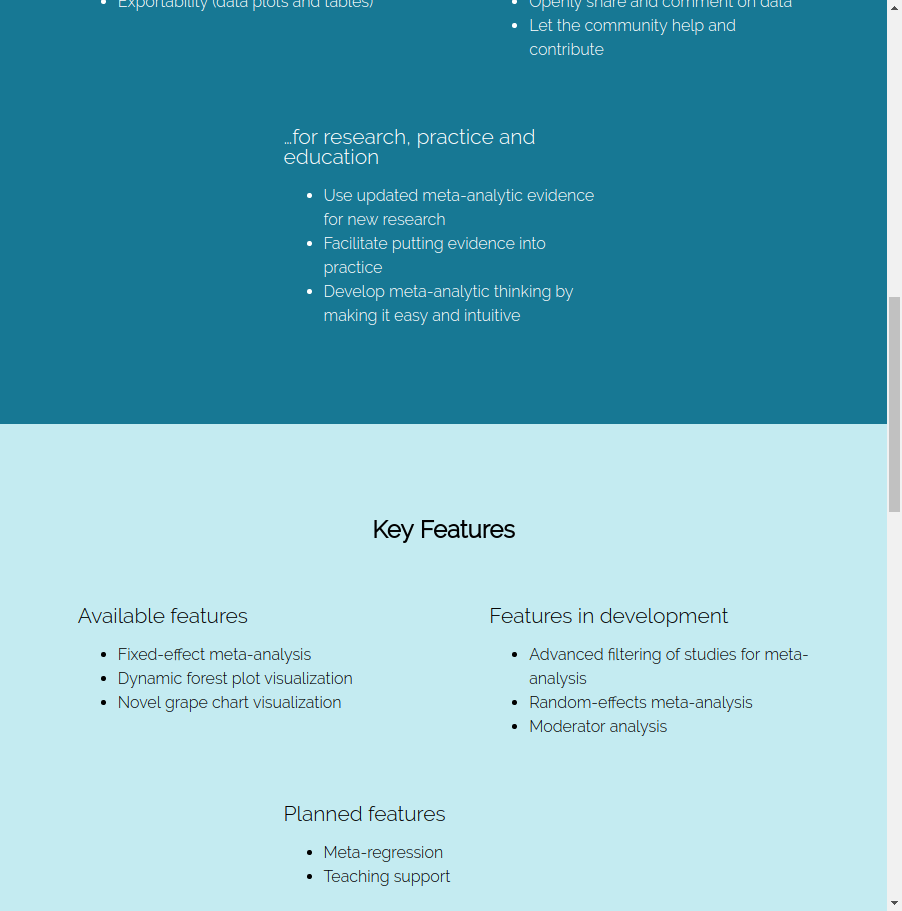 Exportability (data plots and tables)
Openly share and comment on data
Let the community help and
contribute
…for research, practice and
education
Use updated meta-analytic evidence
for new research
Facilitate putting evidence into
practice
Develop meta-analytic thinking by
making it easy and intuitive
Key Features
Available features
Fixed-effect meta-analysis
Dynamic forest plot visualization
Novel grape chart visualization
Features in development
Advanced filtering of studies for meta-
analysis
Random-effects meta-analysis
Moderator analysis
Planned features
Meta-regression
Teaching support